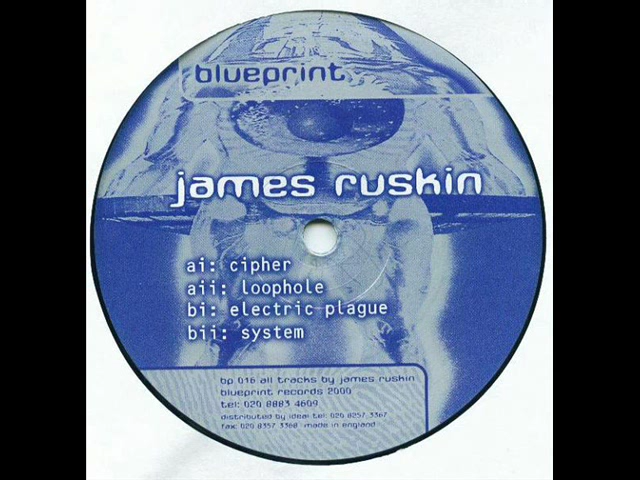 blueprint
james ruskin
ai: cipher
aii: loophole
bi: electric plague
bii: system
bp 016 all tracks by james ruskin
blueprint records 2000
tel: 020 8883 4609
distributed by ideal tel: 020 8257 3367
fax: 020 8357 3368 made in england